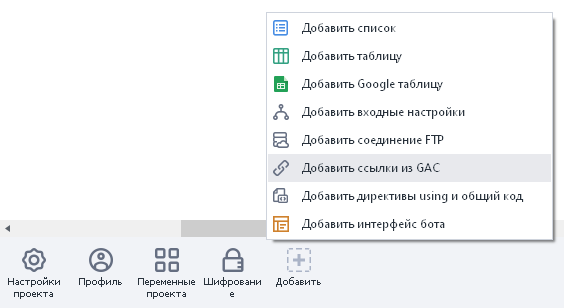 Добавить список
Добавить таблицу
Добавить Google таблицу
Добавить входные настройки
Добавить соединение FTP
Добавить ссылки из GAC
Добавить директивы using и общий код
Добавить интерфейс бота
Настройки проекта
Профиль
Переменные проекта
Шифрование
Добавить